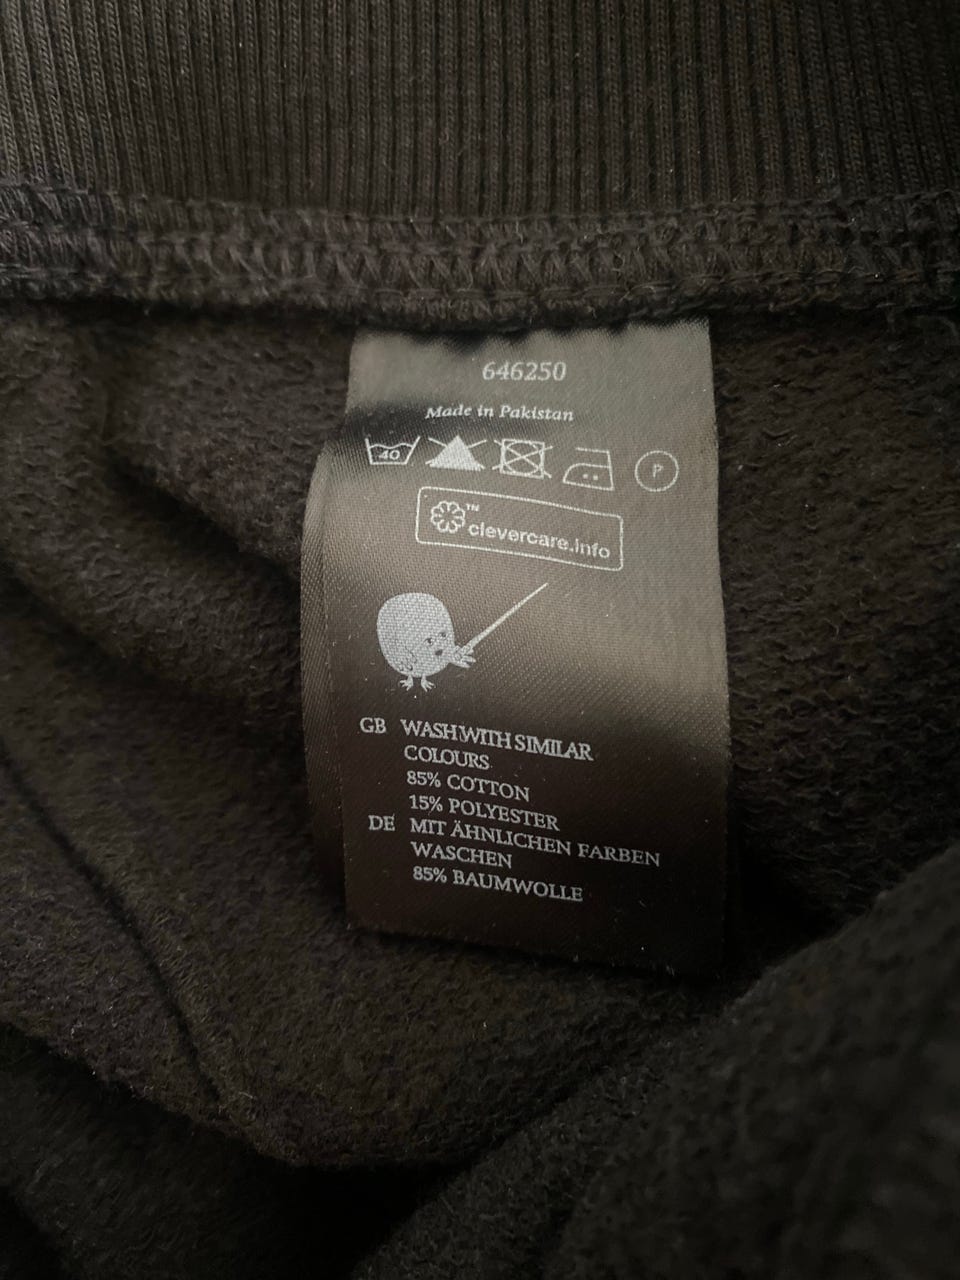 646250
Made in Pakistan
40 P
™
clevercare.info
GB WASH WITH SIMILAR
COLOURS
85% COTTON
15% POLYESTER
DE MIT ÄHNLICHEN FARBEN
WASCHEN
85% BAUMWOLLE